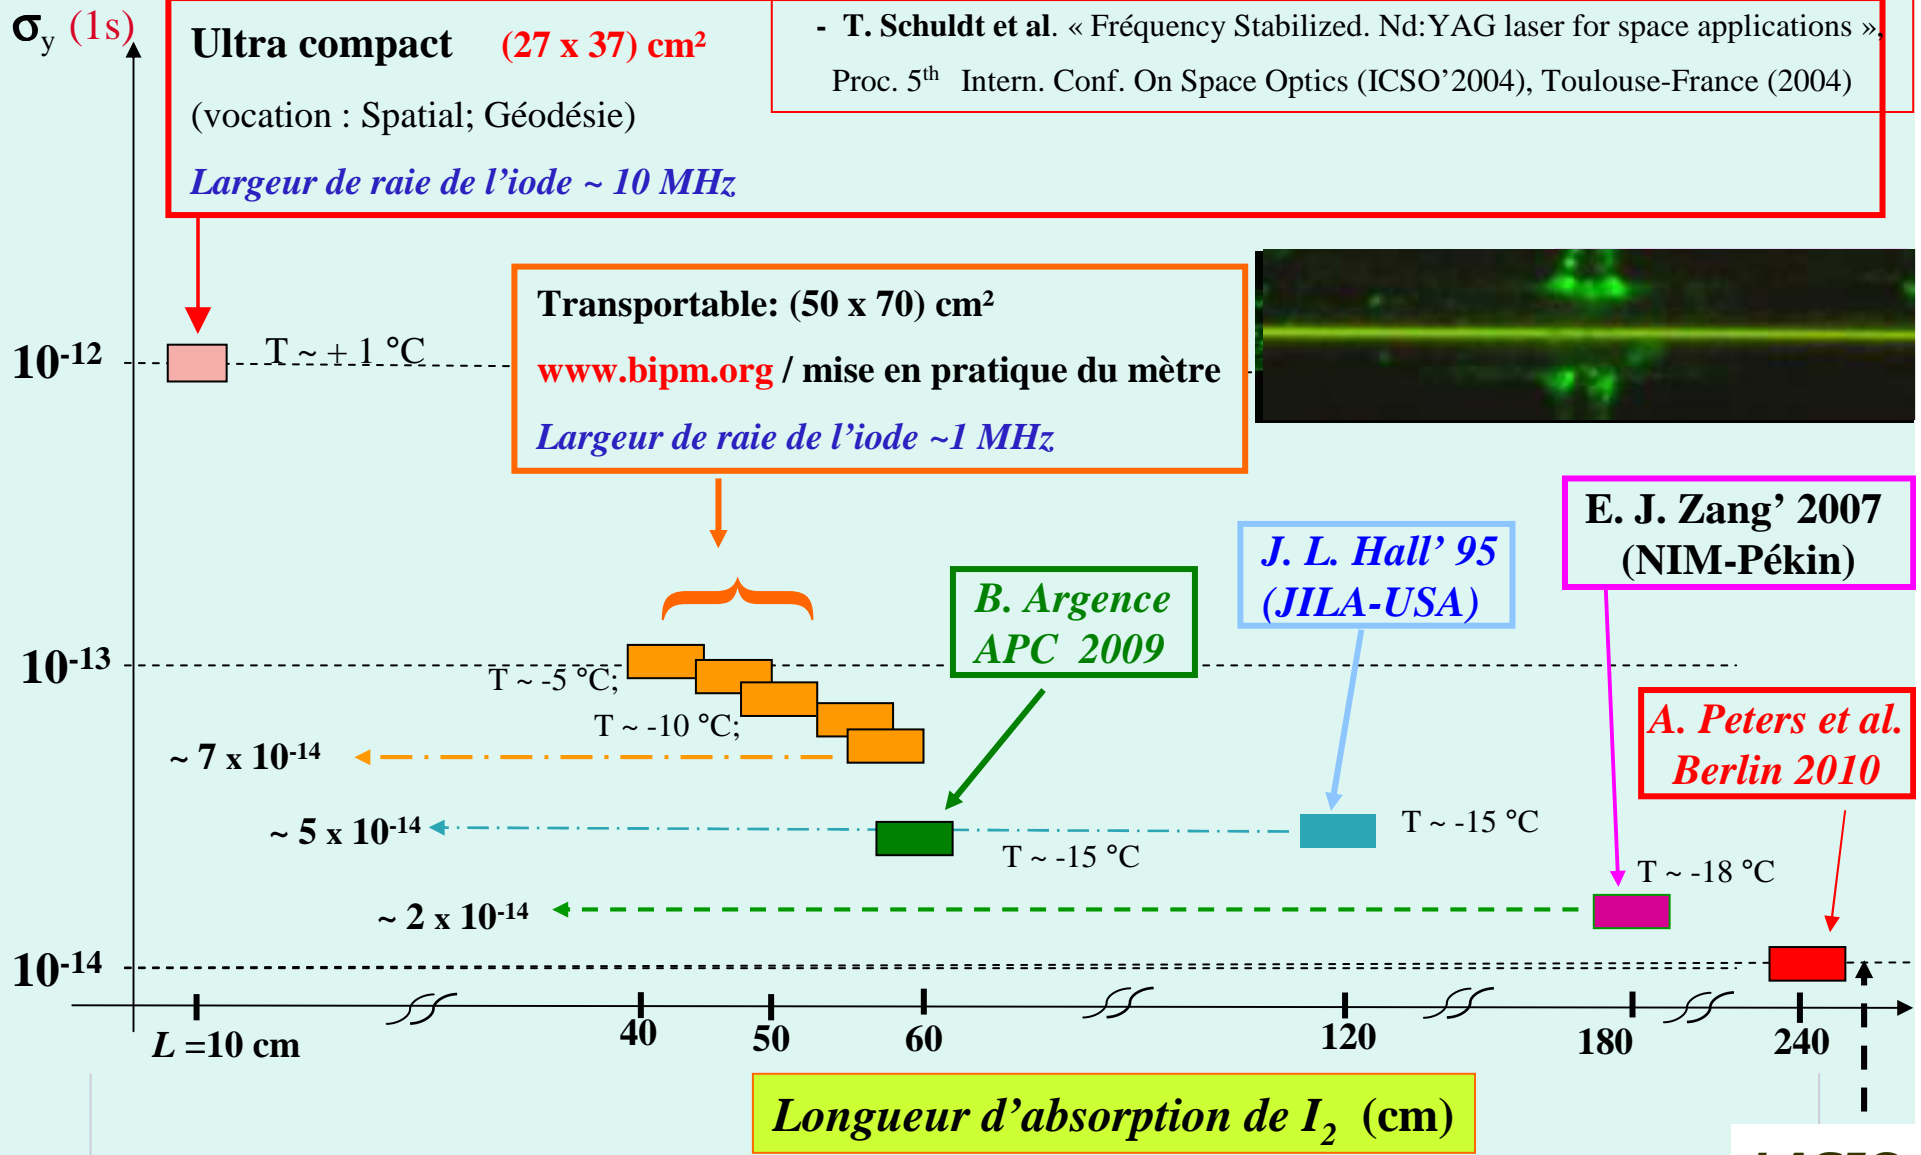 σy (1s)
Ultra compact (27 x 37) cm²
(vocation : Spatial; Géodésie)
Largeur de raie de l’iode ~ 10 MHz
- T. Schuldt et al. « Fréquency Stabilized. Nd:YAG laser for space applications »,
Proc. 5th Intern. Conf. On Space Optics (ICSO’2004), Toulouse-France (2004)
Transportable: (50 x 70) cm²
www.bipm.org / mise en pratique du mètre
Largeur de raie de l’iode ~1 MHz
10-12
T ~ + 1 °C
E. J. Zang’ 2007
(NIM-Pékin)
J. L. Hall’ 95
(JILA-USA)
B. Argence
APC 2009
10-13
T ~ -5 °C;
T ~ -10 °C;
A. Peters et al.
Berlin 2010
~ 7 x 10-14
~ 5 x 10-14
T ~ -15 °C
T ~ -15 °C
T ~ -18 °C
~ 2 x 10-14
10-14
L =10 cm
40
50
60
120
180
240
Longueur d’absorption de I2 (cm)